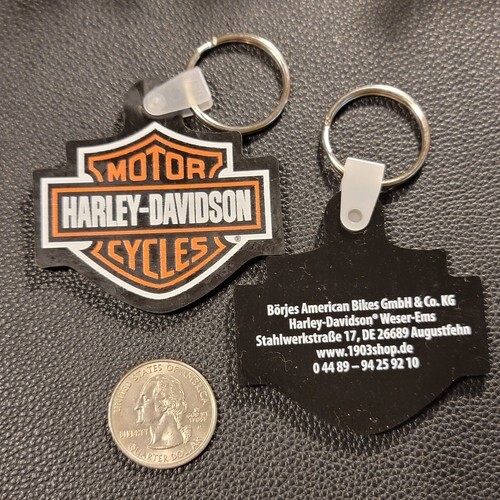 MOTOR
HARLEY-DAVIDSON
CYCLES
®
Börjes American Bikes GmbH & Co. KG
Harley-Davidson® Weser-Ems
Stahlwerkstraße 17, DE 26689 Augustfehn
www.1903shop.de
0 44 89 – 94 25 92 10
UNITED STATES OF AMERICA
LIBERTY
IN GOD WE TRUST
QUARTER DOLLAR